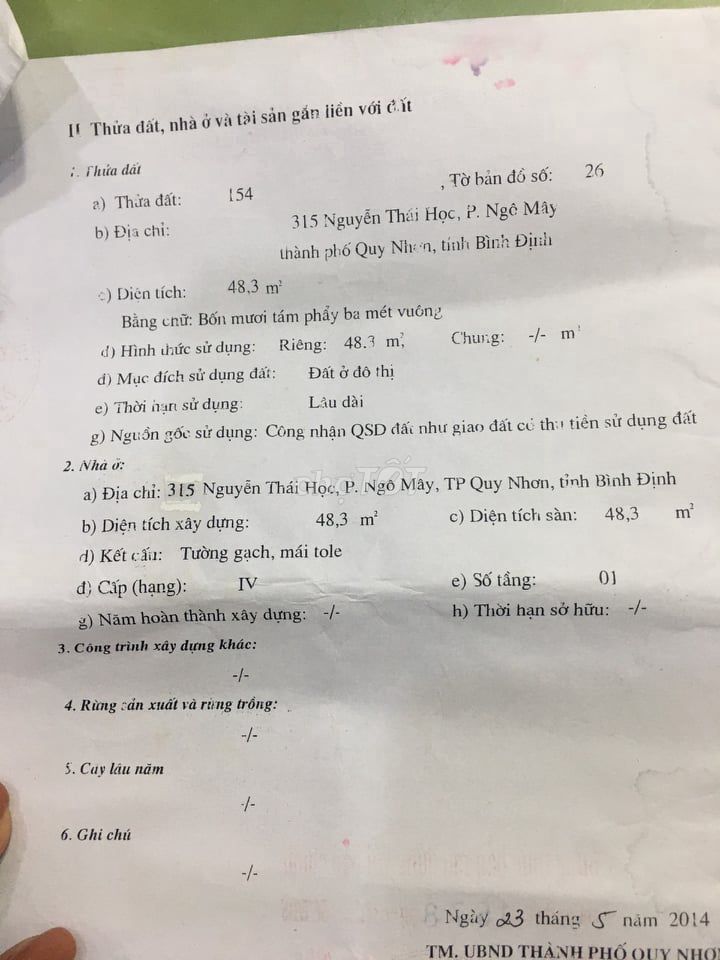 II Thửa đất, nhà ở và tài sản gắn liền với đất
1. Thửa đất
a) Thửa đất: 154 , Tờ bản đồ số: 26
b) Địa chỉ: 315 Nguyễn Thái Học, P. Ngô Mây
thành phố Quy Nhơn, tỉnh Bình Định
c) Diện tích: 48,3 m²
Bằng chữ: Bốn mươi tám phẩy ba mét vuông
d) Hình thức sử dụng: Riêng: 48.3 m², Chung: -/- m²
đ) Mục đích sử dụng đất: Đất ở đô thị
e) Thời hạn sử dụng: Lâu dài
g) Nguồn gốc sử dụng: Công nhận QSD đất như giao đất có thu tiền sử dụng đất
2. Nhà ở:
chợTỐT
a) Địa chỉ: 315 Nguyễn Thái Học, P. Ngô Mây, TP Quy Nhơn, tỉnh Bình Định
b) Diện tích xây dựng: 48,3 m² c) Diện tích sàn: 48,3 m²
d) Kết cấu: Tường gạch, mái tole
đ) Cấp (hạng): IV e) Số tầng: 01
g) Năm hoàn thành xây dựng: -/- h) Thời hạn sở hữu: -/-
3. Công trình xây dựng khác:
-/-
4. Rừng sản xuất và rừng trồng:
-/-
5. Cây lâu năm
-/-
6. Ghi chú
-/-
Ngày 23 tháng 5 năm 2014
TM. UBND THÀNH PHỐ QUY NHƠN